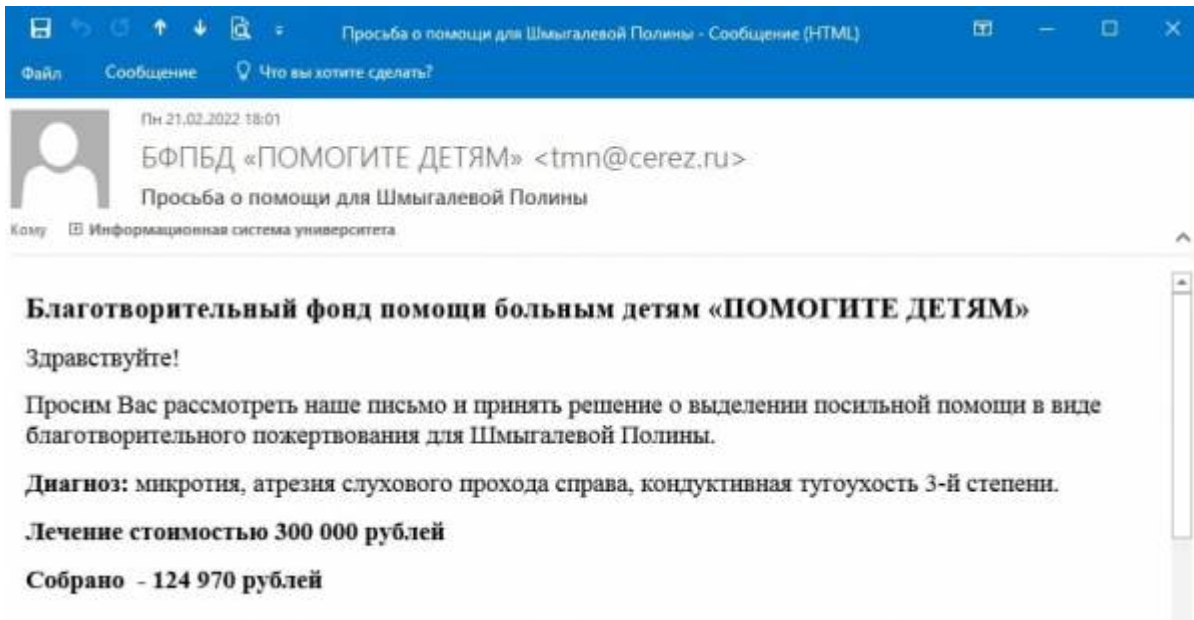 Просьба о помощи для Шмыгалевой Полины - Сообщение (HTML)
Файл Сообщение Что вы хотите сделать?
Пн 21.02.2022 18:01
БФПБД «ПОМОГИТЕ ДЕТЯМ» <tmn@cerez.ru>
Просьба о помощи для Шмыгалевой Полины
Кому Информационная система университета
Благотворительный фонд помощи больным детям «ПОМОГИТЕ ДЕТЯМ»
Здравствуйте!
Просим Вас рассмотреть наше письмо и принять решение о выделении посильной помощи в виде
благотворительного пожертвования для Шмыгалевой Полины.
Диагноз: микротия, атрезия слухового прохода справа, кондуктивная тугоухость 3-й степени.
Лечение стоимостью 300 000 рублей
Собрано - 124 970 рублей